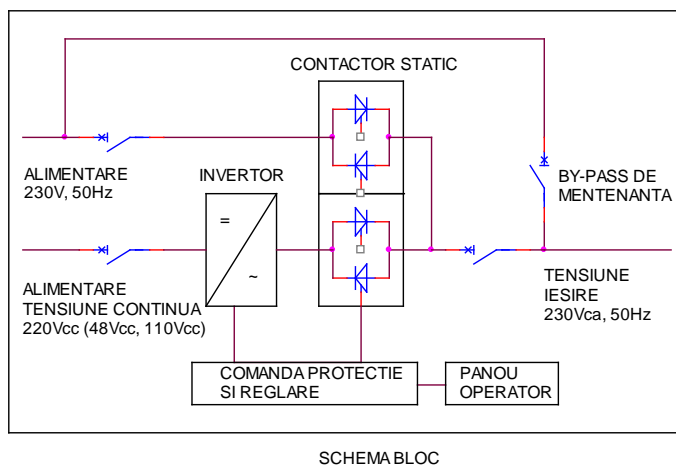 CONTACTOR STATIC
ALIMENTARE
230V, 50Hz
INVERTOR
BY-PASS DE
MENTENANTA
=
~
ALIMENTARE
TENSIUNE CONTINUA
220Vcc (48Vcc, 110Vcc)
TENSIUNE
IESIRE
230Vca, 50Hz
COMANDA PROTECTIE
SI REGLARE
PANOU
OPERATOR
SCHEMA BLOC